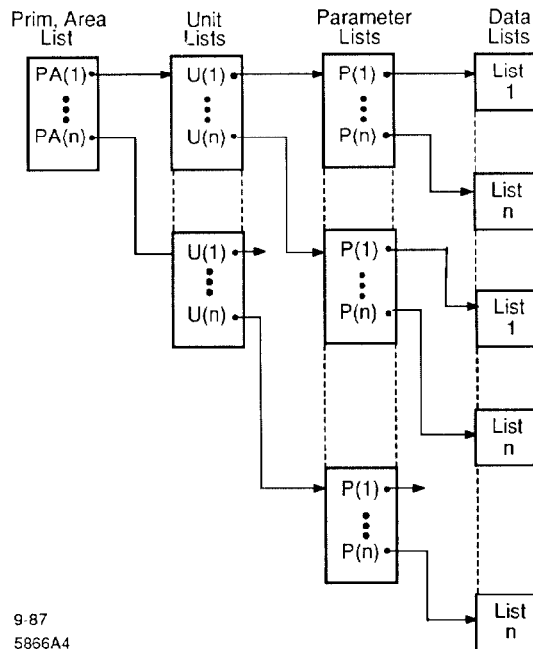 Prim, Area List
Unit Lists
Parameter Lists
Data Lists
PA(1)
PA(n)
U(1)
U(n)
P(1)
P(n)
List 1
List n
U(1)
U(n)
P(1)
P(n)
List 1
List n
P(1)
P(n)
List n
9-87
5866A4